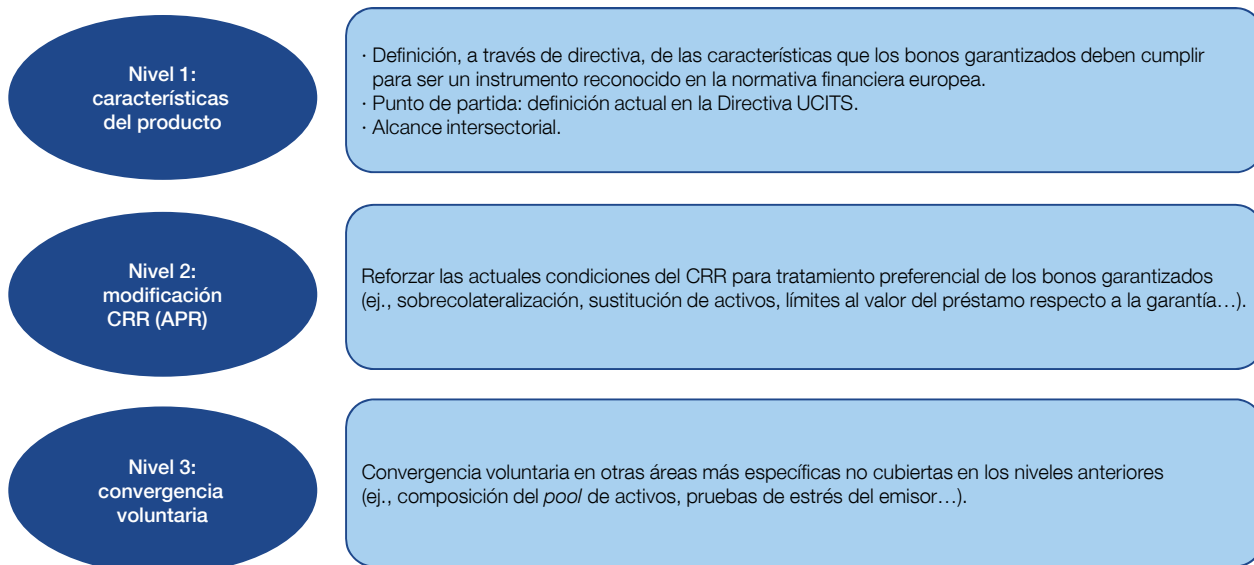 Nivel 1:
características
del producto
· Definición, a través de directiva, de las características que los bonos garantizados deben cumplir
para ser un instrumento reconocido en la normativa financiera europea.
· Punto de partida: definición actual en la Directiva UCITS.
· Alcance intersectorial.
Nivel 2:
modificación
CRR (APR)
Reforzar las actuales condiciones del CRR para tratamiento preferencial de los bonos garantizados
(ej., sobrecolateralización, sustitución de activos, límites al valor del préstamo respecto a la garantía…).
Nivel 3:
convergencia
voluntaria
Convergencia voluntaria en otras áreas más específicas no cubiertas en los niveles anteriores
(ej., composición del pool de activos, pruebas de estrés del emisor…).